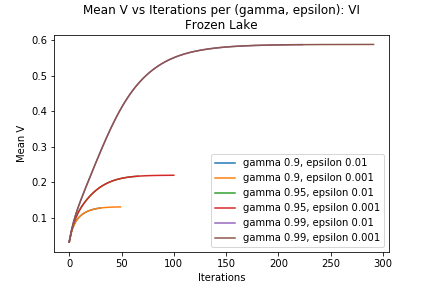 Mean V vs Iterations per (gamma, epsilon): VI
Frozen Lake
Mean V
0.6
0.5
0.4
0.3
0.2
0.1
gamma 0.9, epsilon 0.01
gamma 0.9, epsilon 0.001
gamma 0.95, epsilon 0.01
gamma 0.95, epsilon 0.001
gamma 0.99, epsilon 0.01
gamma 0.99, epsilon 0.001
0 50 100 150 200 250 300
Iterations